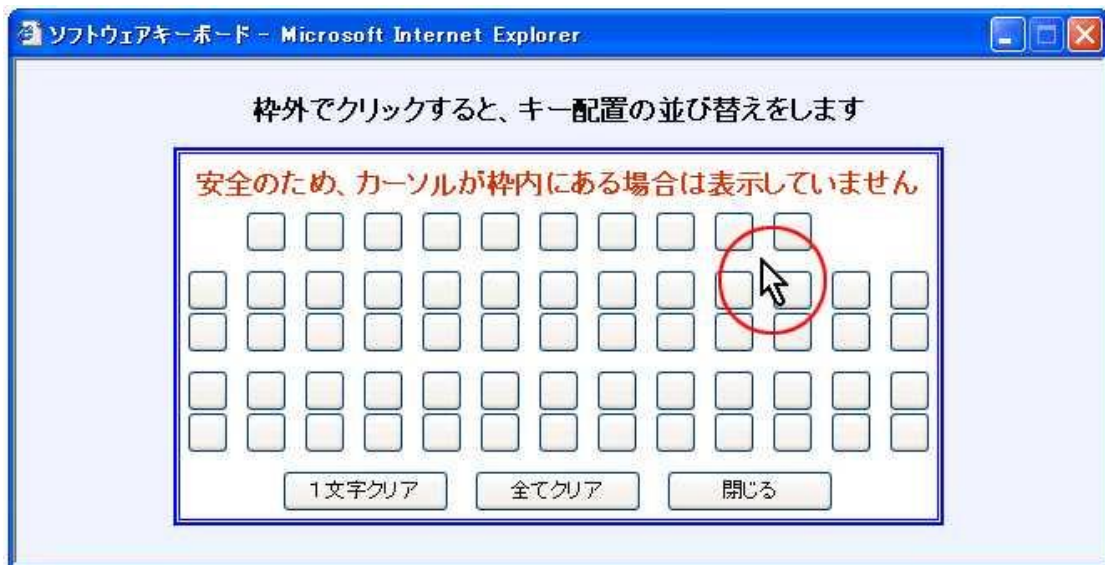 ソフトウェアキーボード - Microsoft Internet Explorer
枠外でクリックすると、キー配置の並び替えをします
安全のため、カーソルが枠内にある場合は表示していません
1文字クリア 全てクリア 閉じる